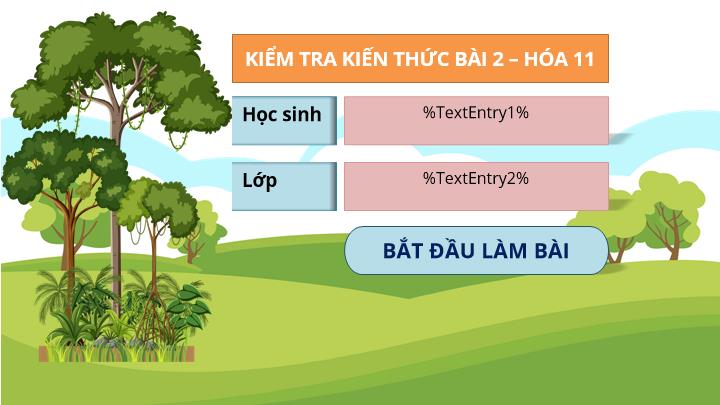 KIỂM TRA KIẾN THỨC BÀI 2 – HÓA 11
Học sinh
%TextEntry1%
Lớp
%TextEntry2%
BẮT ĐẦU LÀM BÀI